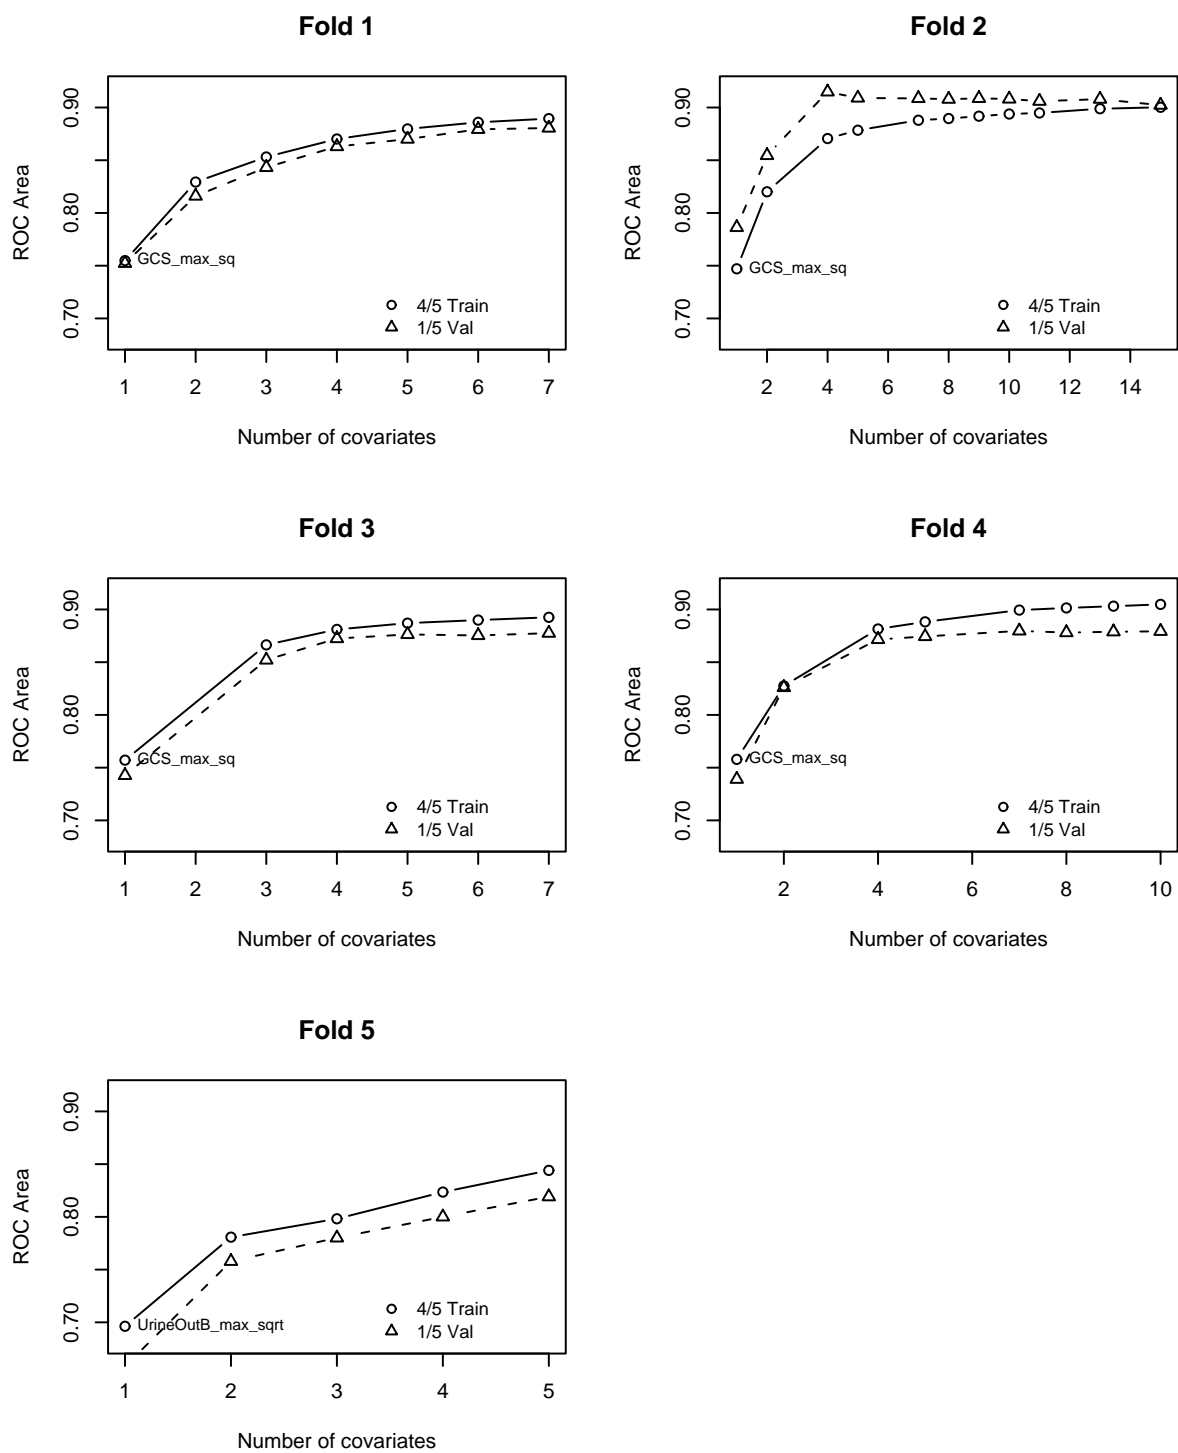 Fold 1
ROC Area
0.70 0.80 0.90
GCS_max_sq
4/5 Train
1/5 Val
1 2 3 4 5 6 7
Number of covariates
Fold 2
ROC Area
0.70 0.80 0.90
GCS_max_sq
4/5 Train
1/5 Val
2 4 6 8 10 12 14
Number of covariates
Fold 3
ROC Area
0.70 0.80 0.90
GCS_max_sq
4/5 Train
1/5 Val
1 2 3 4 5 6 7
Number of covariates
Fold 4
ROC Area
0.70 0.80 0.90
GCS_max_sq
4/5 Train
1/5 Val
2 4 6 8 10
Number of covariates
Fold 5
ROC Area
0.70 0.80 0.90
UrineOutB_max_sqrt
4/5 Train
1/5 Val
1 2 3 4 5
Number of covariates